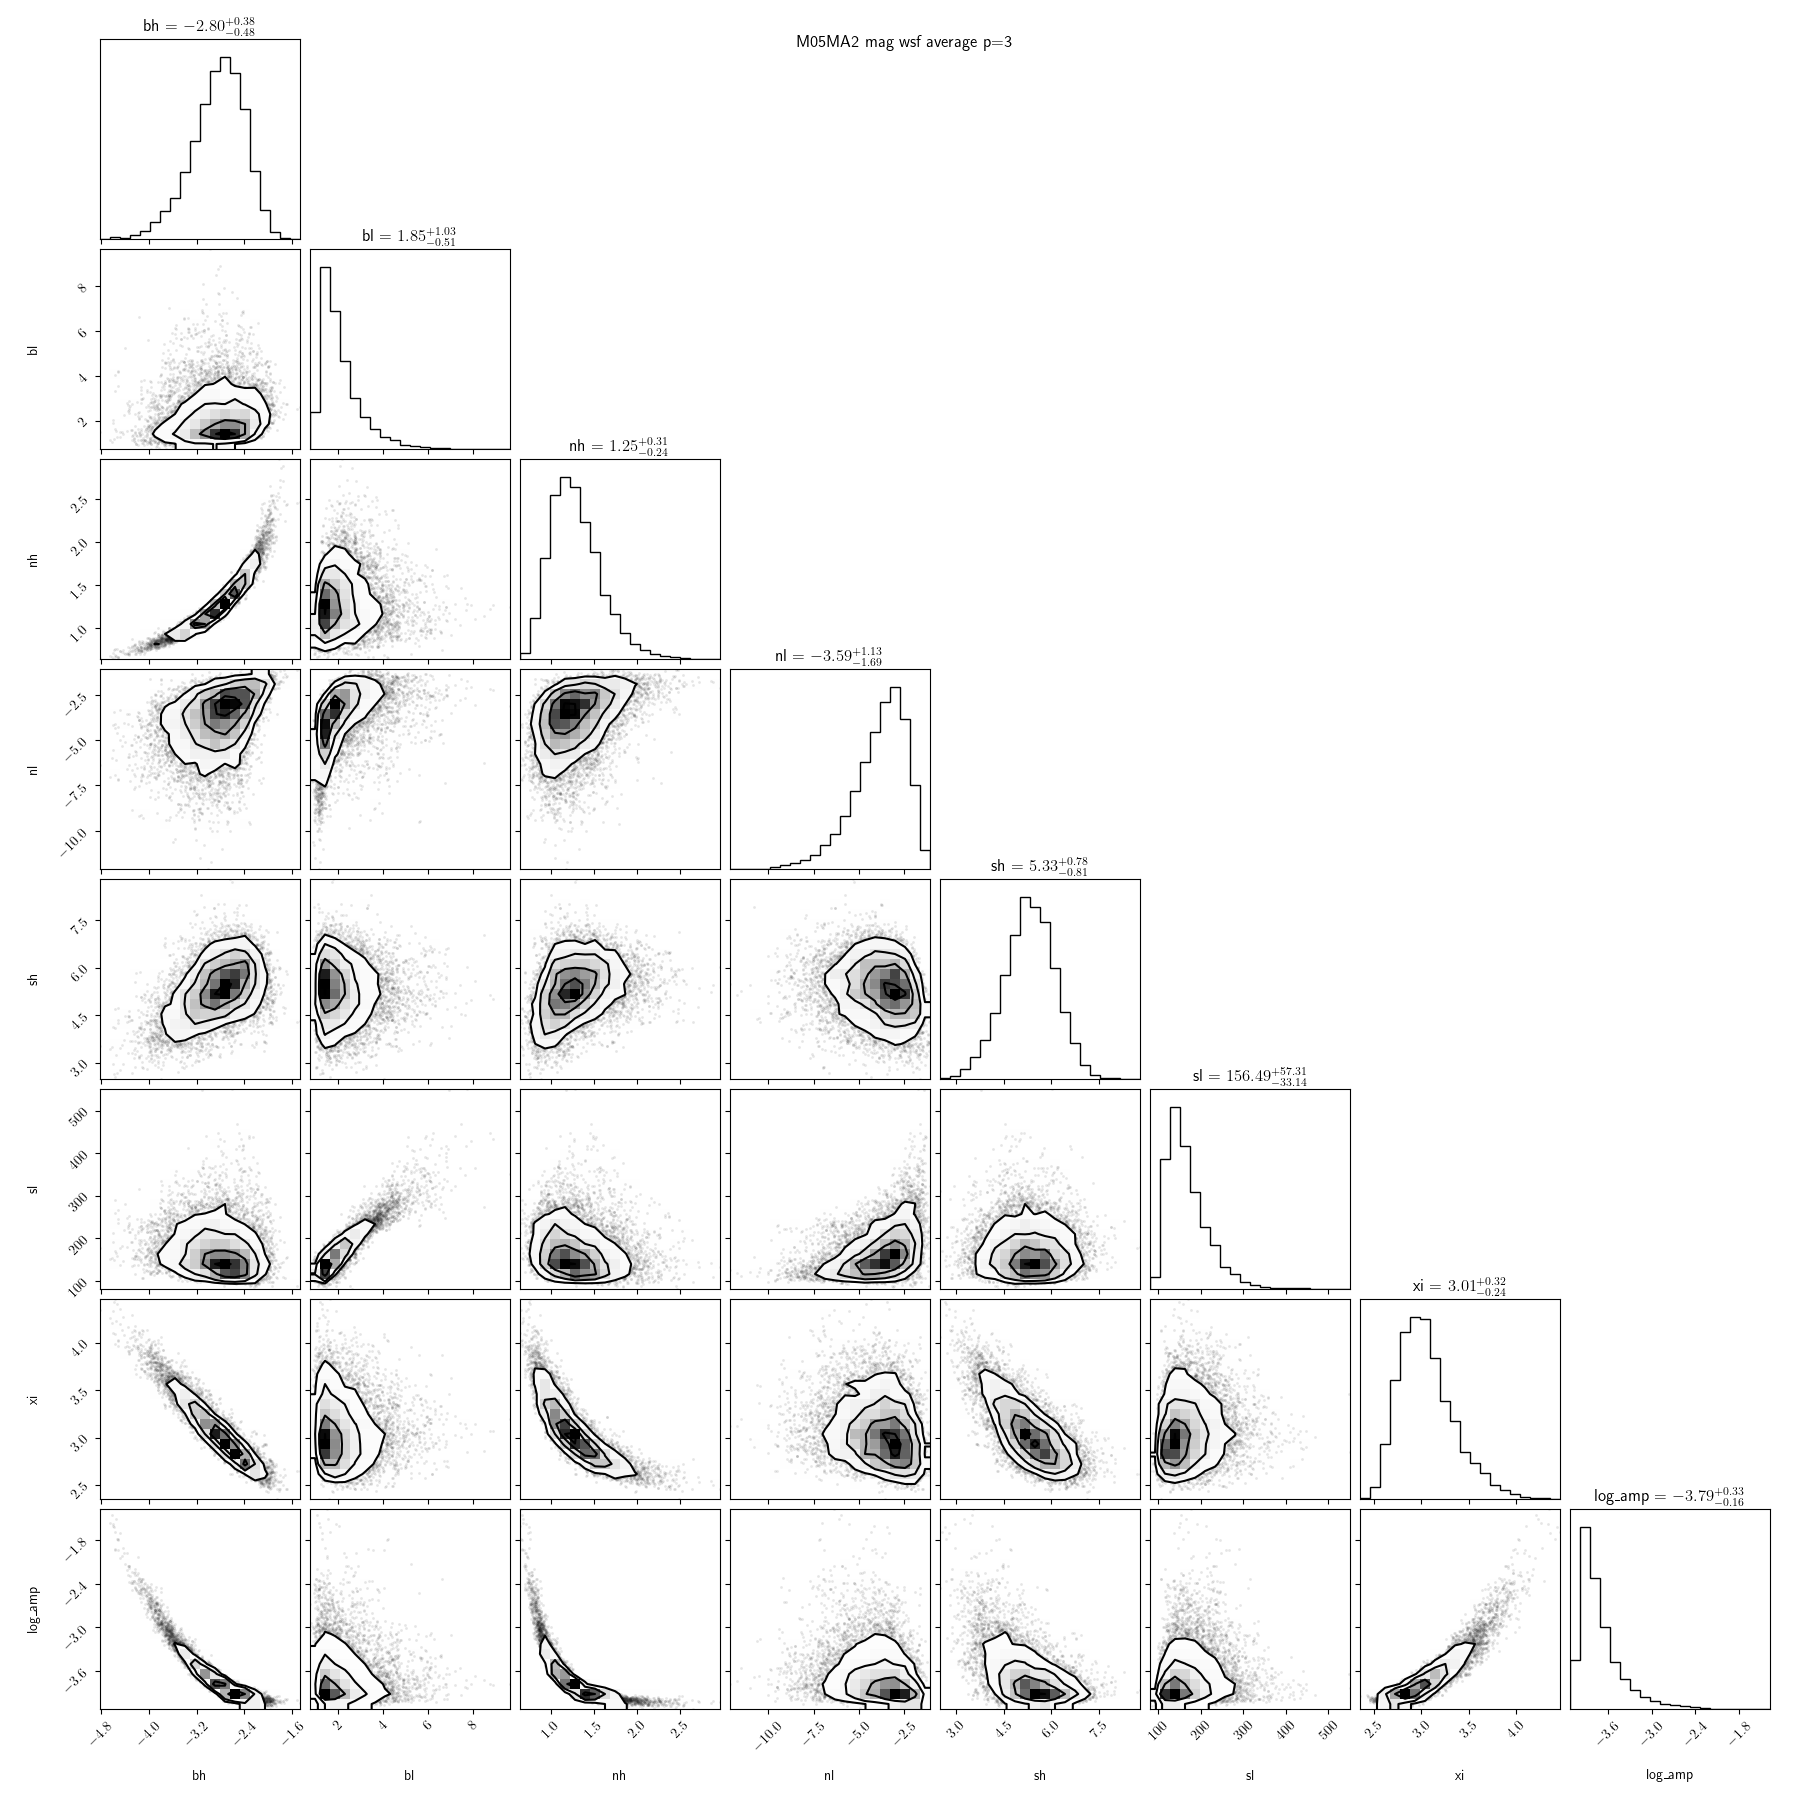 M05MA2 mag wsf average p=3
bh = −2.80+0.38−0.48
bl = 1.85+1.03−0.51
8
6
4
2
bl
nh = 1.25+0.31−0.24
2.5
2.0
1.5
1.0
nh
nl = −3.59+1.13−1.69
−2.5
−5.0
−7.5
−10.0
nl
sh = 5.33+0.78−0.81
7.5
6.0
4.5
3.0
sh
sl = 156.49+57.31−33.14
500
400
300
200
100
sl
xi = 3.01+0.32−0.24
4.0
3.5
3.0
2.5
xi
log_amp = −3.79+0.33−0.16
−1.8
−2.4
−3.0
−3.6
log_amp
−4.8 −4.0 −3.2 −2.4 −1.6 2 4 6 8 1.0 1.5 2.0 2.5 −10.0 −7.5 −5.0 −2.5 3.0 4.5 6.0 7.5 100 200 300 400 500 2.5 3.0 3.5 4.0 −3.6 −3.0 −2.4 −1.8
bh bl nh nl sh sl xi log_amp